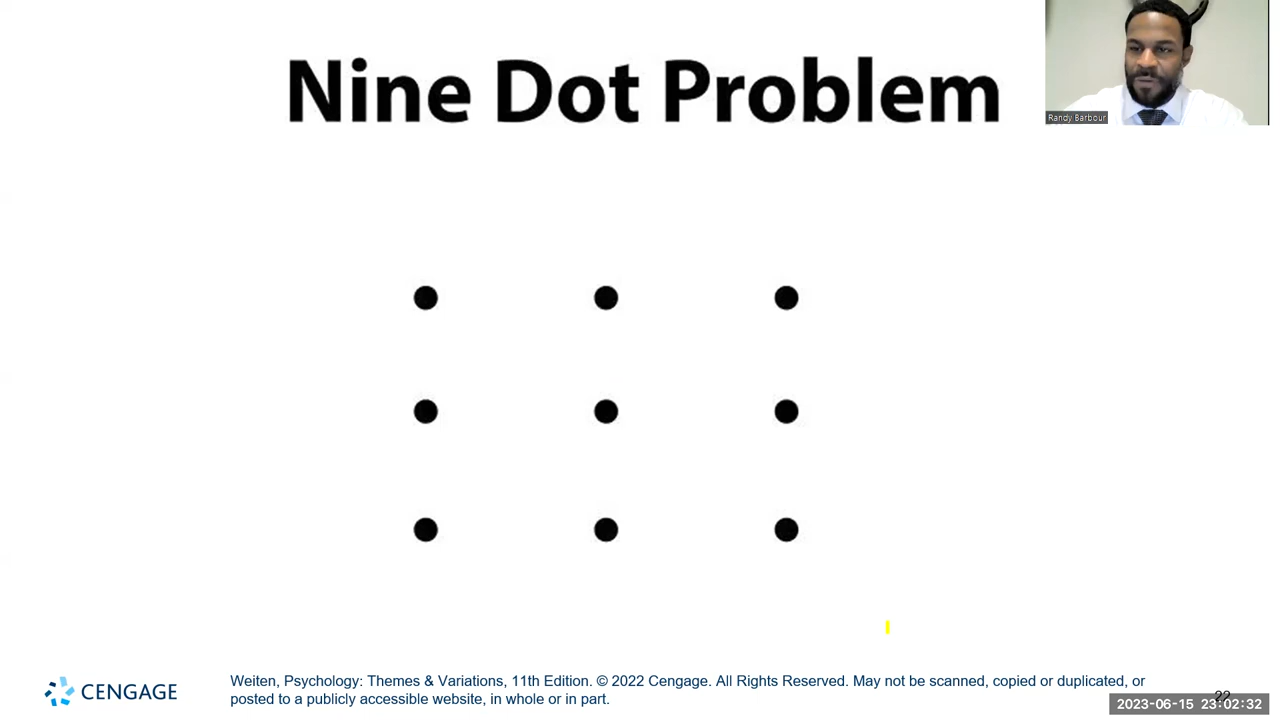 Nine Dot Problem
Randy Barbour
CENGAGE
Weiten, Psychology: Themes & Variations, 11th Edition. © 2022 Cengage. All Rights Reserved. May not be scanned, copied or duplicated, or
posted to a publicly accessible website, in whole or in part.
22
2023-06-15 23:02:32